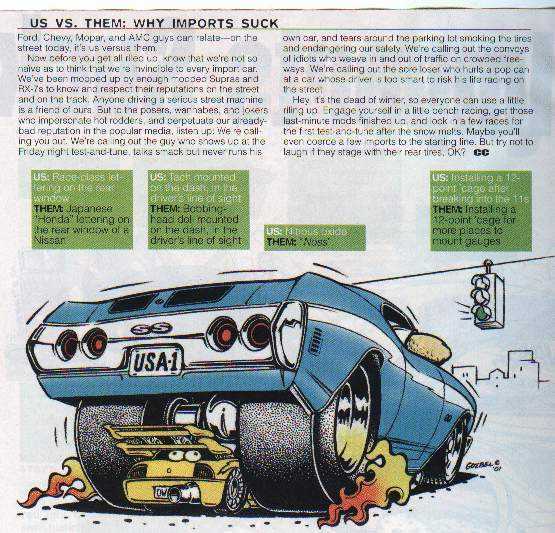 US VS. THEM: WHY IMPORTS SUCK
Ford, Chevy, Mopar, and AMC guys can relate—on the
street today, it's us versus them.
Now before you get all riled up, know that we're not so
naive as to think that we're invincible to every import car.
We've been mopped up by enough modded Supras and
RX-7s to know and respect their reputations on the street
and on the track. Anyone driving a serious street machine
is a friend of ours. But to the posers, wannabes, and jokers
who impersonate hot rodders, and perpetuate our already-
bad reputation in the popular media, listen up: We're call-
ing you out. We're calling out the guy who shows up at the
Friday night test-and-tune, talks smack but never runs his
own car, and tears around the parking lot smoking the tires
and endangering our safety. We're calling out the convoys
of idiots who weave in and out of traffic on crowded free-
ways. We're calling out the sore loser who hurls a pop can
at a car whose driver is too smart to risk his life racing on
the street.
Hey, it's the dead of winter, so everyone can use a little
riling up. Engage yourself in a little bench racing, get those
last-minute mods finished up, and lock in a few races for
the first test-and-tune after the snow melts. Maybe you'll
even coerce a few imports to the starting line. But try not to
laugh if they stage with their rear tires, OK? CC
US: Race-class let-
tering on the rear
window
THEM: Japanese
"Honda" lettering on
the rear window of a
Nissan
US: Tach mounted
on the dash, in the
driver's line of sight
THEM: Bobbing-
head doll mounted
on the dash, in the
driver's line of sight
US: Nitrous oxide
THEM: "Noss"
US: Installing a 12-
point 'cage after
breaking into the 11s
THEM: Installing a
12-point 'cage for
more places to
mount gauges
SS
USA-1
OW
GOEBEL ©
'01